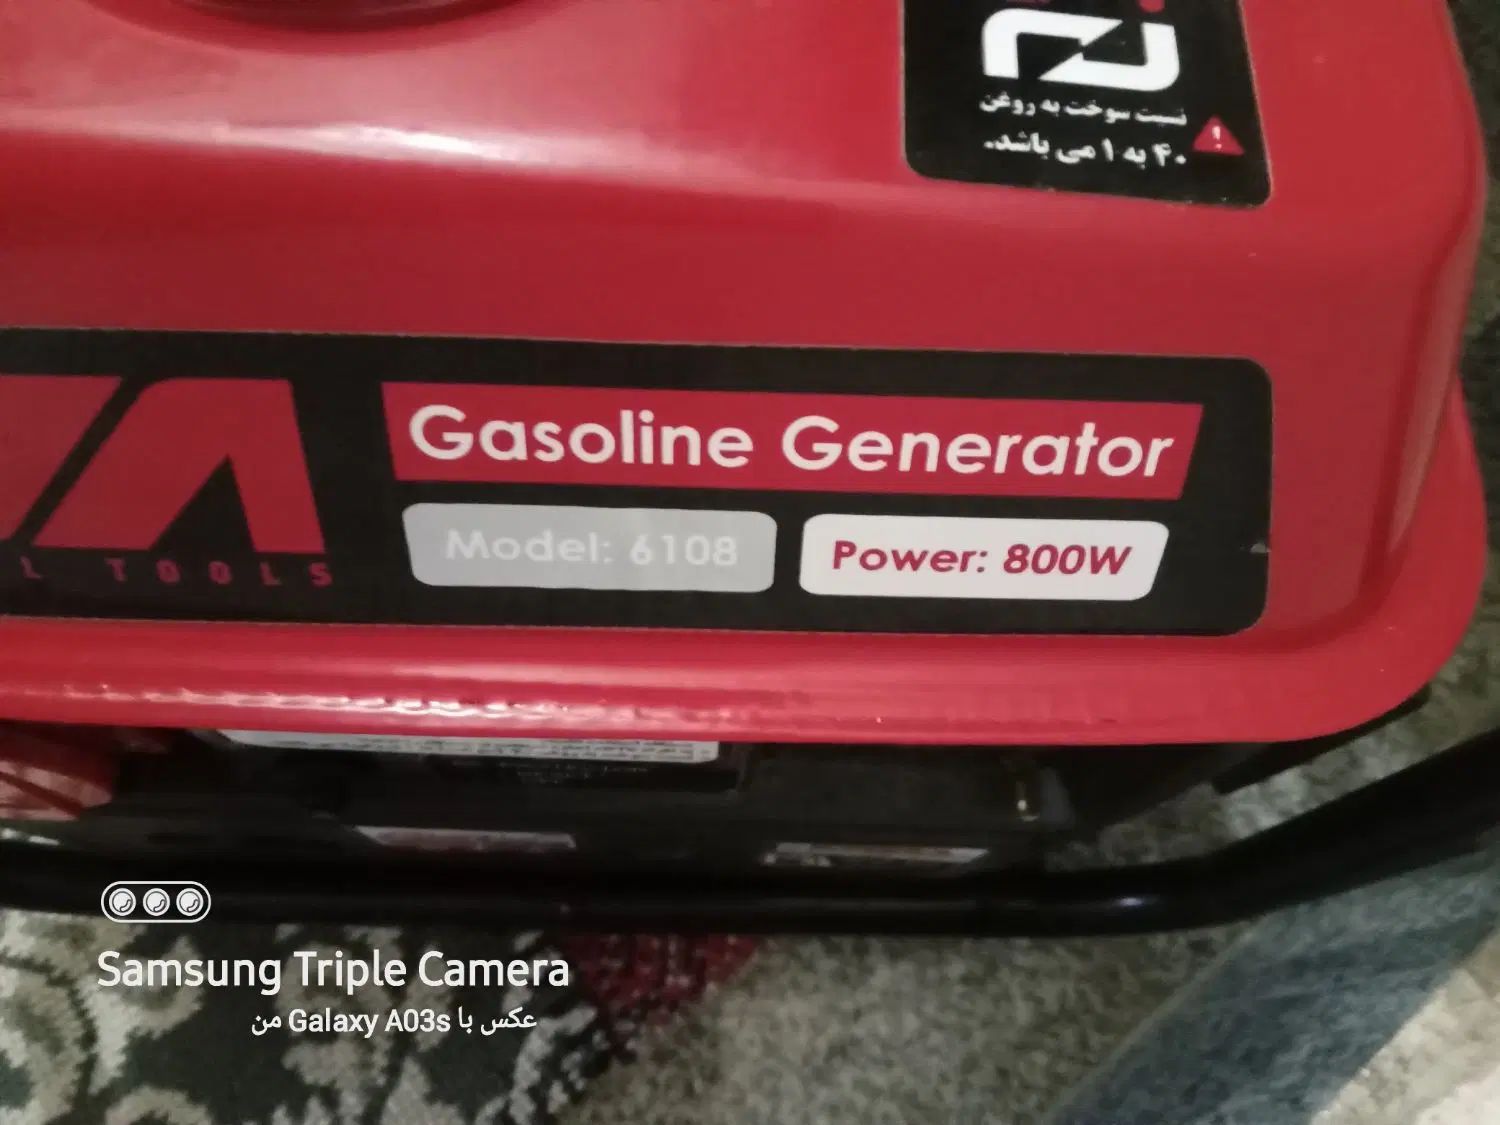 نسبت سوخت به روغن
۴۰ به ۱ می باشد.
Gasoline Generator
Model: 6108
Power: 800W
TOOLS
Samsung Triple Camera
عکس با Galaxy A03s من